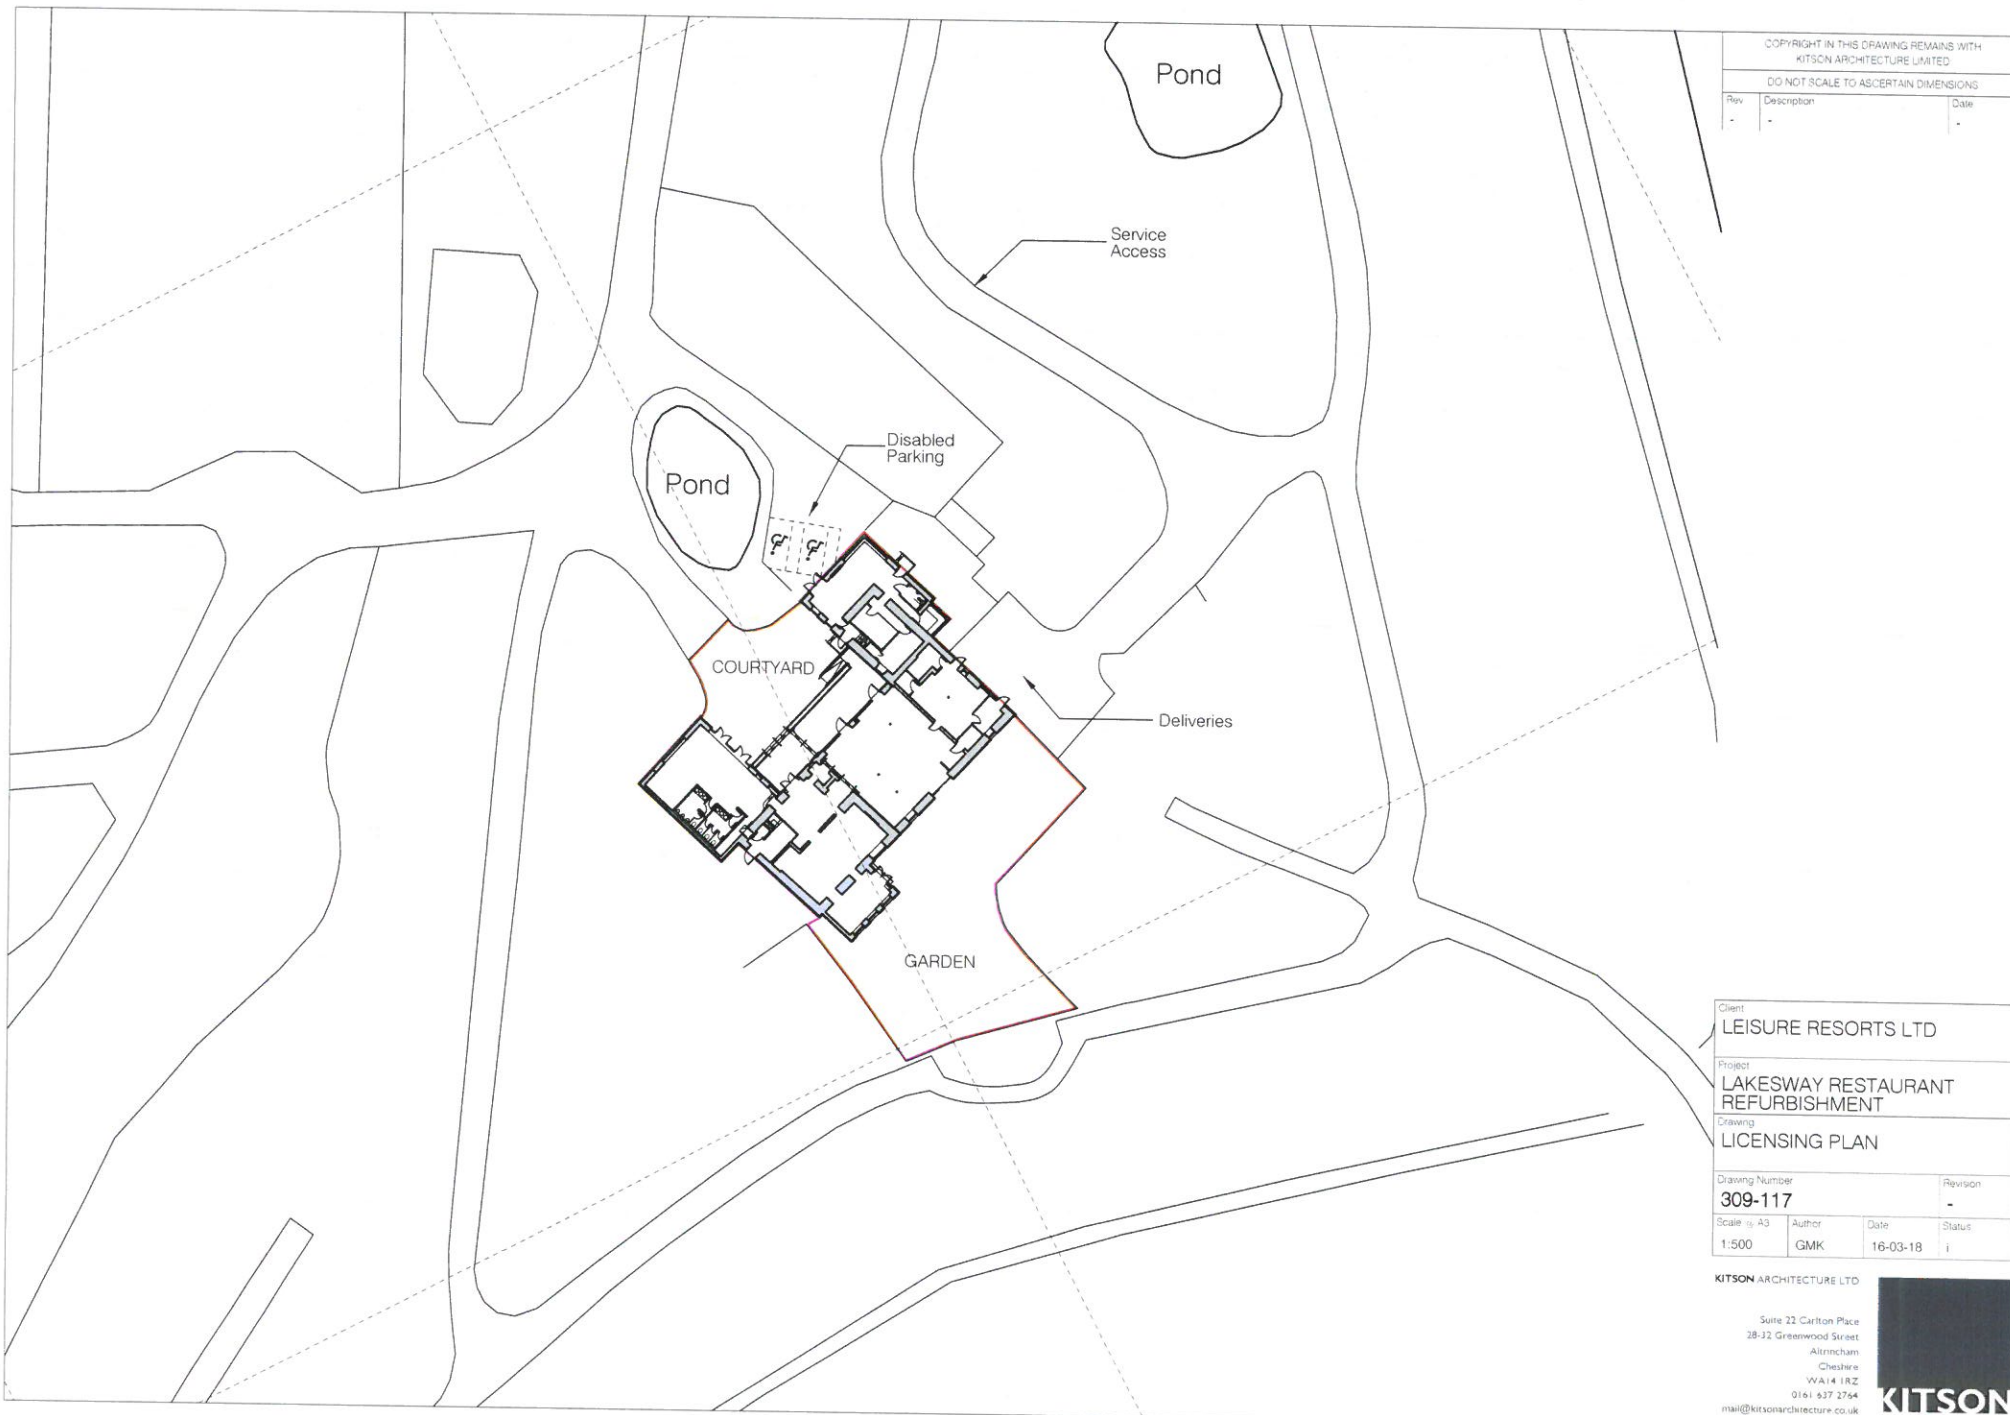 COPYRIGHT IN THIS DRAWING REMAINS WITH
KITSON ARCHITECTURE LIMITED
DO NOT SCALE TO ASCERTAIN DIMENSIONS
Rev Description Date
- - -
Pond
Service
Access
Disabled
Parking
Pond
COURTYARD
Deliveries
GARDEN
Client
LEISURE RESORTS LTD
Project
LAKESWAY RESTAURANT
REFURBISHMENT
Drawing
LICENSING PLAN
Drawing Number Revision
309-117 -
Scale @ A3 Author Date Status
1:500 GMK 16-03-18 i
KITSON ARCHITECTURE LTD
Suite 22 Carlton Place
28-32 Greenwood Street
Altrincham
Cheshire
WA14 1RZ
0161 637 2764
mail@kitsonarchitecture.co.uk
KITSON